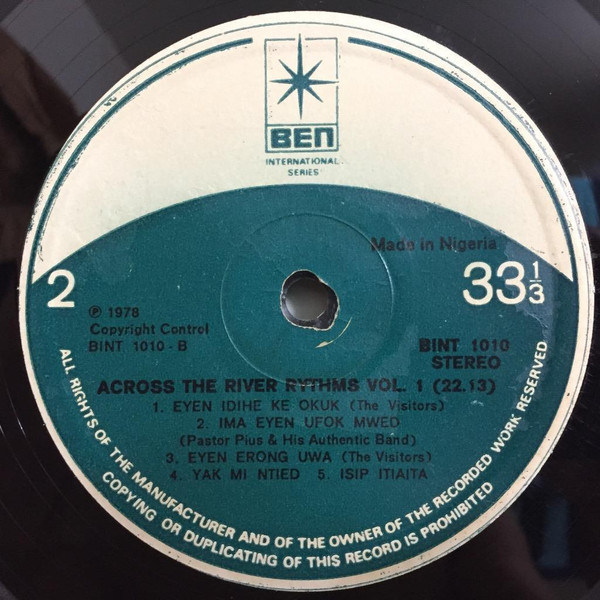 BEN
INTERNATIONAL
SERIES
Made in Nigeria
2
33 1/3
℗ 1978
Copyright Control
BINT 1010 - B
BINT 1010
STEREO
ACROSS THE RIVER RYTHMS VOL. 1 (22.13)
1. EYEN IDIHE KE OKUK (The Visitors)
2. IMA EYEN UFOK MWED
(Pastor Pius & His Authentic Band)
3. EYEN ERONG UWA (The Visitors)
4. YAK MI NTIED 5. ISIP ITIAITA
ALL RIGHTS OF THE MANUFACTURER AND OF THE OWNER OF THE RECORDED WORK RESERVED
COPYING OR DUPLICATING OF THIS RECORD IS PROHIBITED